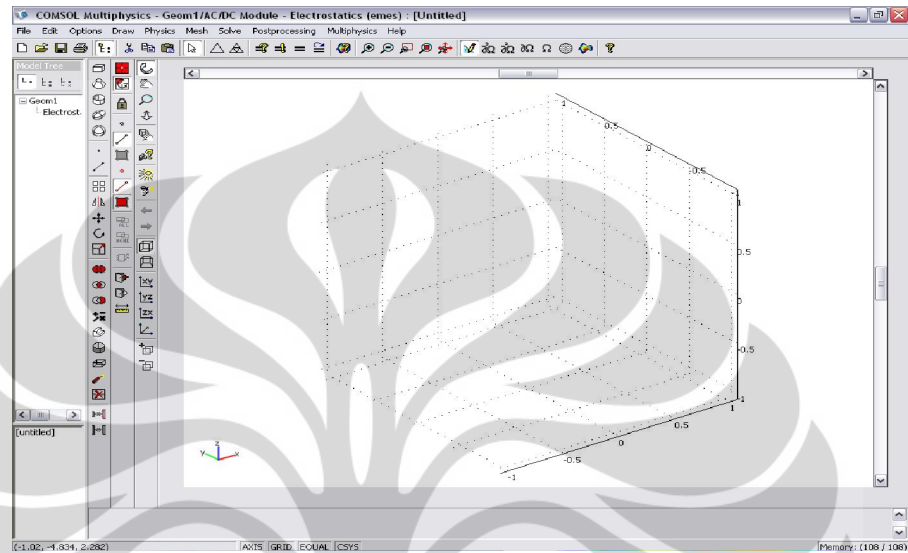 COMSOL Multiphysics - Geom1/AC/DC Module - Electrostatics (emes) : [Untitled]
File Edit Options Draw Physics Mesh Solve Postprocessing Multiphysics Help
Model Tree
Geom1
Electrost
[untitled]
1
0.5
0
-0.5
-1
1
0.5
0
-0.5
-1
1
0.5
0
-0.5
-1
z
y
x
(-1.02, -4.834, 2.282) AXIS GRID EQUAL CSYS Memory: (108 / 108)